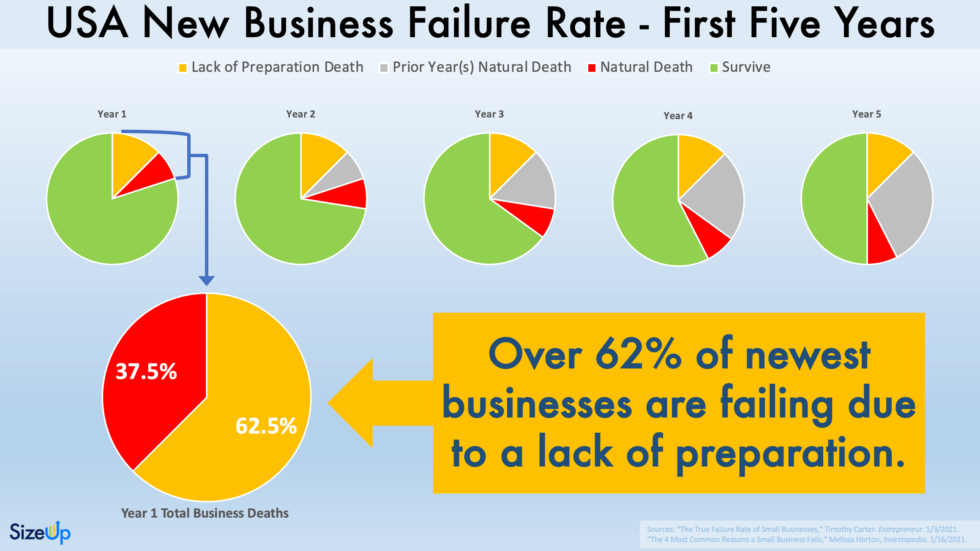 USA New Business Failure Rate - First Five Years
Lack of Preparation Death Prior Year(s) Natural Death Natural Death Survive
Year 1 Year 2 Year 3 Year 4 Year 5
37.5%
62.5%
Over 62% of newest
businesses are failing due
to a lack of preparation.
Year 1 Total Business Deaths
SizeUp
Sources: "The True Failure Rate of Small Businesses," Timothy Carter. Entrepreneur. 1/3/2021.
"The 4 Most Common Reasons a Small Business Fails," Melissa Horton, Investopedia. 1/16/2021.